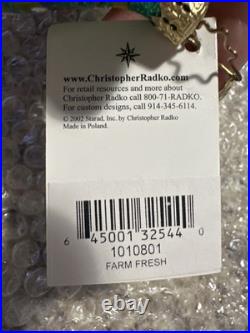 www.ChristopherRadko.com
For retail resources and more about
Christopher Radko call 800-71-RADKO.
For custom designs, call 914-345-6114.
© 2002 Starad, Inc. by Christopher Radko
Made in Poland.
6 45001 32544 0
1010801
FARM FRESH